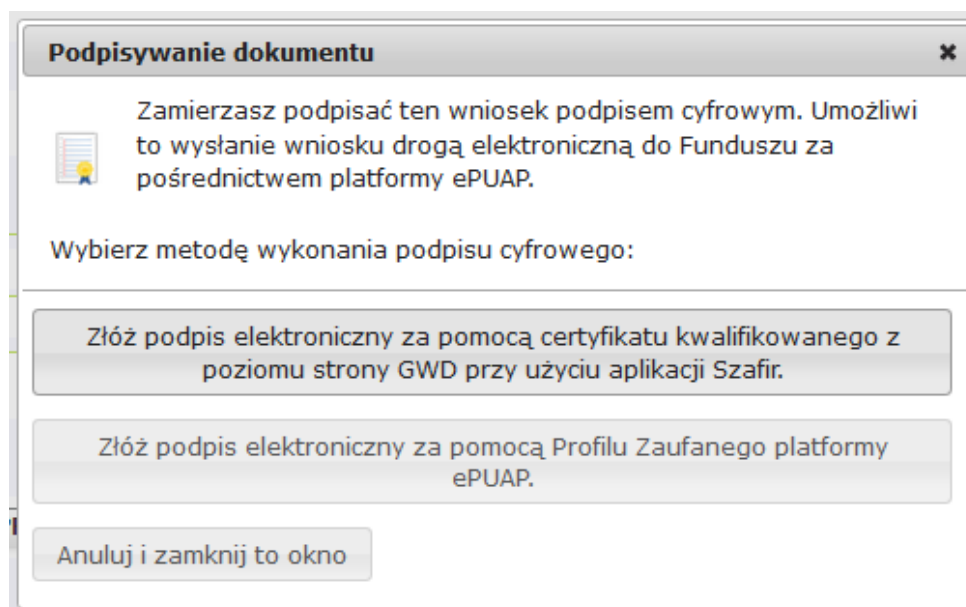 Podpisywanie dokumentu
Zamierzasz podpisać ten wniosek podpisem cyfrowym. Umożliwi
to wysłanie wniosku drogą elektroniczną do Funduszu za
pośrednictwem platformy ePUAP.
Wybierz metodę wykonania podpisu cyfrowego:
Złóż podpis elektroniczny za pomocą certyfikatu kwalifikowanego z
poziomu strony GWD przy użyciu aplikacji Szafir.
Złóż podpis elektroniczny za pomocą Profilu Zaufanego platformy
ePUAP.
Anuluj i zamknij to okno